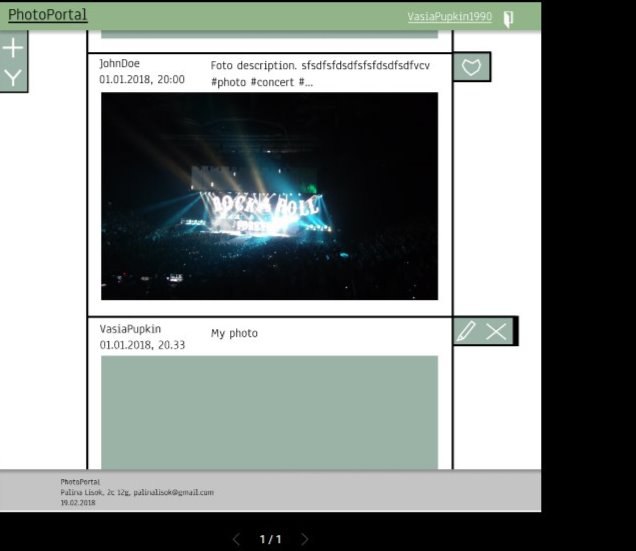 PhotoPortal
VasiaPupkin1990
JohnDoe
01.01.2018, 20:00
Foto description. sfsdfsfdsdfsfsfdsdfsdfvcv
#photo #concert #...
ROCK & ROLL
VasiaPupkin
01.01.2018, 20.33
My photo
PhotoPortal
Palina Lisok, 2c 12g, palinalisok@gmail.com
19.02.2018
1 / 1